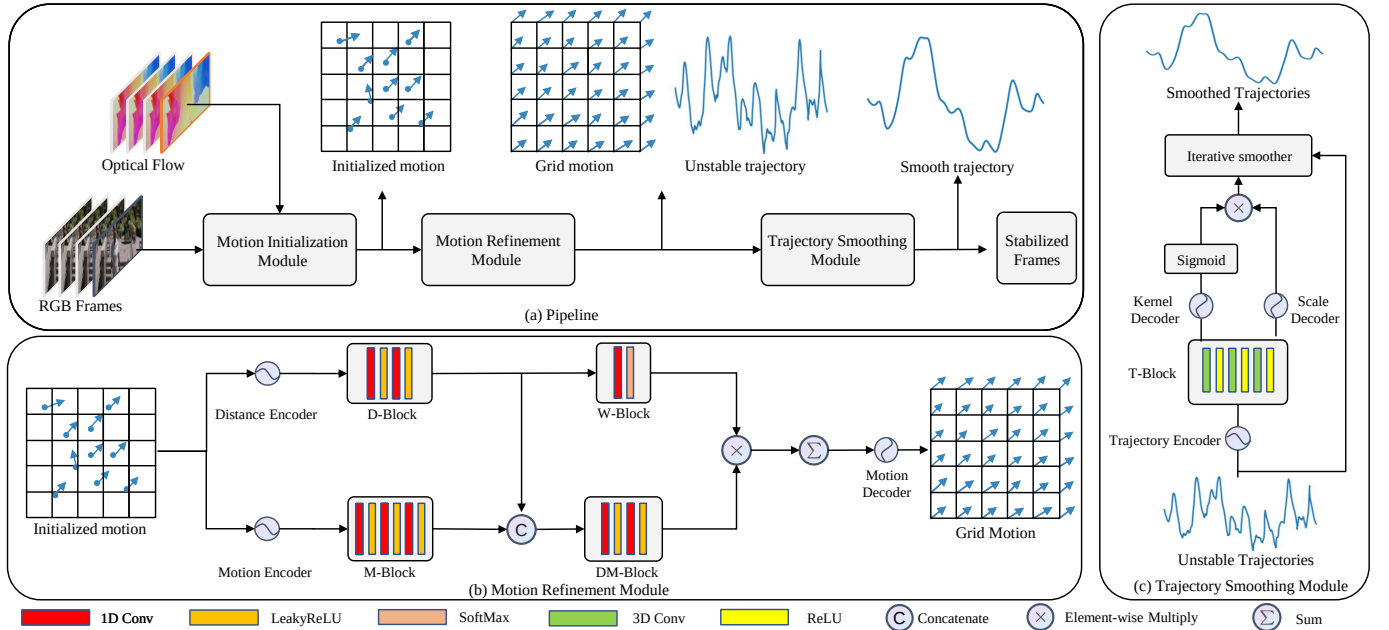 Optical Flow
RGB Frames
Initialized motion
Grid motion
Unstable trajectory
Smooth trajectory
Motion Initialization
Module
Motion Refinement
Module
Trajectory Smoothing
Module
Stabilized
Frames
(a) Pipeline
Initialized motion
Distance Encoder
D-Block
W-Block
Motion Encoder
M-Block
C
DM-Block
×
Σ
Motion
Decoder
Grid Motion
(b) Motion Refinement Module
Smoothed Trajectories
Iterative smoother
×
Sigmoid
Kernel
Decoder
Scale
Decoder
T-Block
Trajectory Encoder
Unstable Trajectories
(c) Trajectory Smoothing Module
1D Conv
LeakyReLU
SoftMax
3D Conv
ReLU
C Concatenate
× Element-wise Multiply
Σ Sum